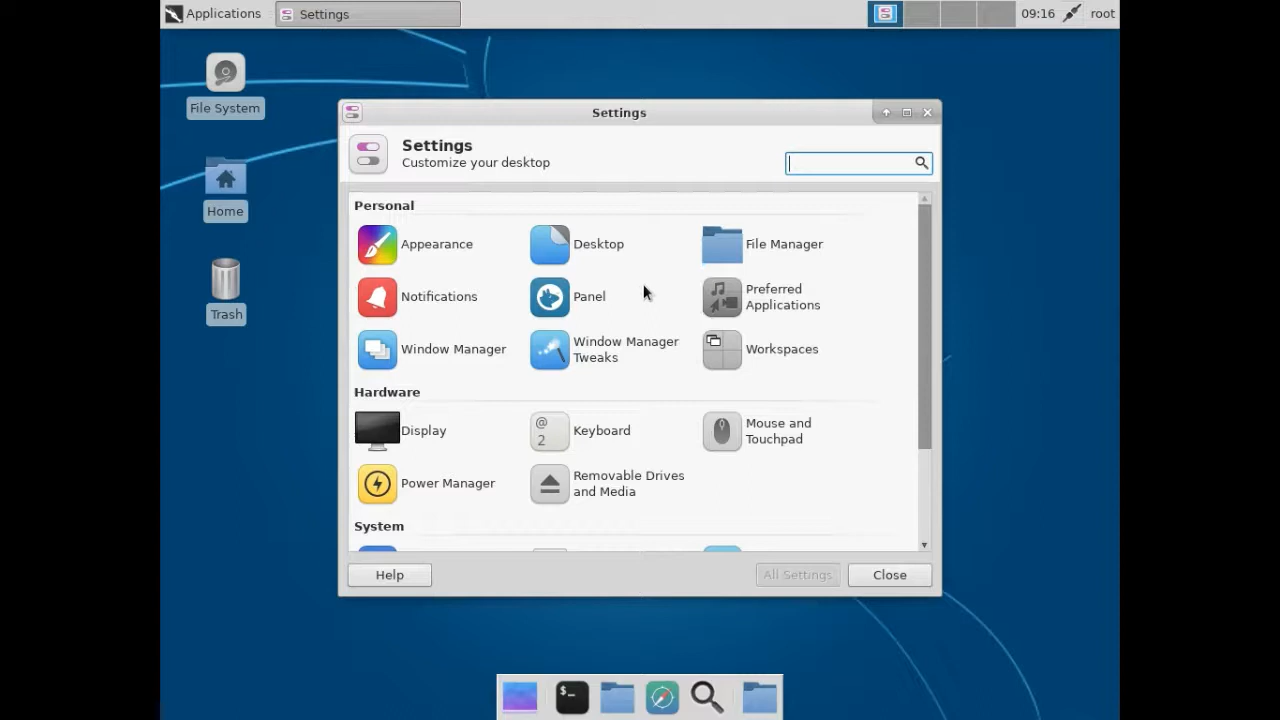 Applications
Settings
09:16
root
File System
Home
Trash
Settings
Settings
Customize your desktop
Personal
Appearance
Desktop
File Manager
Notifications
Panel
Preferred
Applications
Window Manager
Window Manager
Tweaks
Workspaces
Hardware
Display
@
2
Keyboard
Mouse and
Touchpad
Power Manager
Removable Drives
and Media
System
Help
All Settings
Close
$_